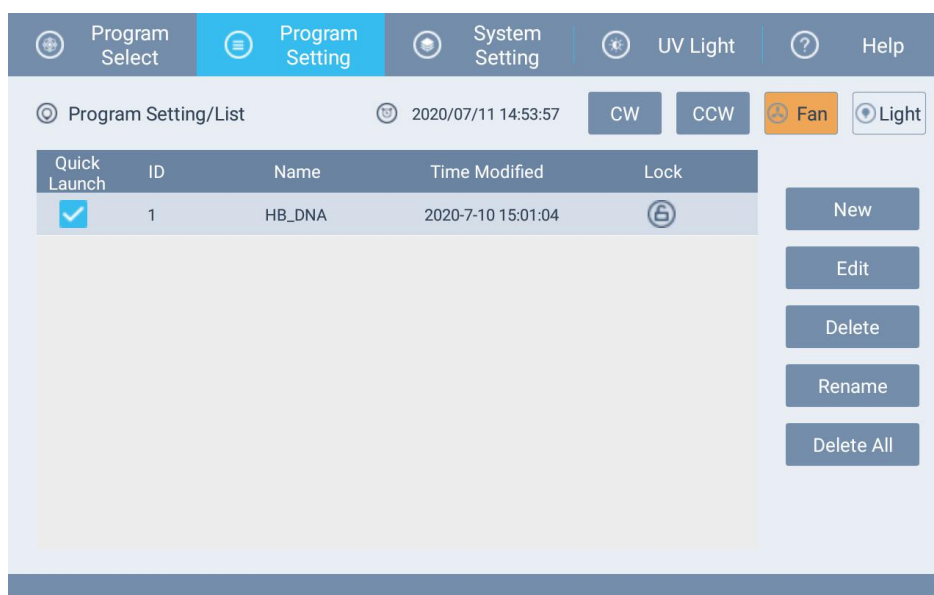 Program
Select
Program
Setting
System
Setting
UV Light
Help
Program Setting/List
2020/07/11 14:53:57
CW
CCW
Fan
Light
Quick
Launch
ID
Name
Time Modified
Lock
1
HB_DNA
2020-7-10 15:01:04
New
Edit
Delete
Rename
Delete All